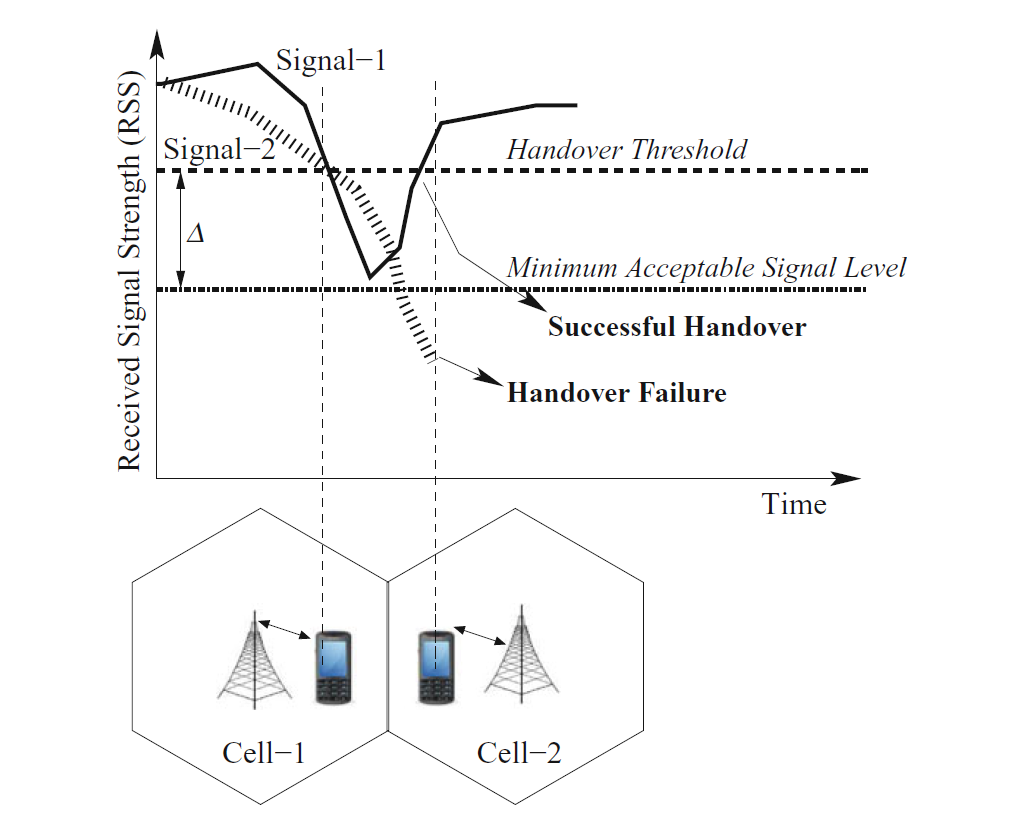 Signal−1
Received Signal Strength (RSS)
Signal−2
Handover Threshold
Δ
Minimum Acceptable Signal Level
Successful Handover
Handover Failure
Time
Cell−1
Cell−2